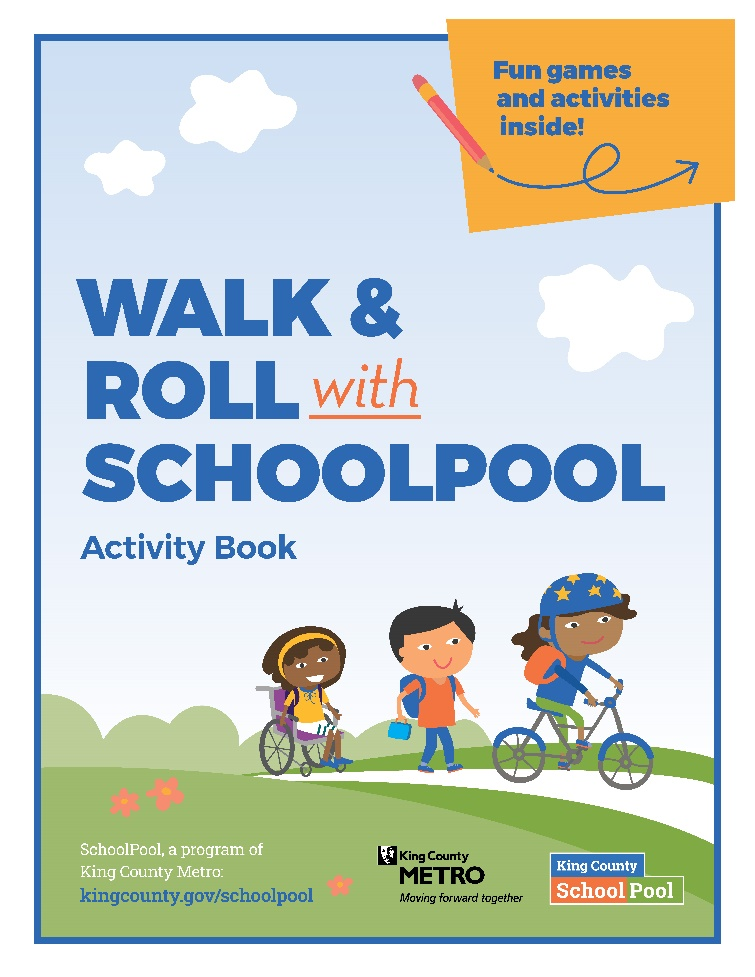 Fun games
and activities
inside!
WALK &
ROLL with
SCHOOLPOOL
Activity Book
SchoolPool, a program of
King County Metro:
kingcounty.gov/schoolpool
King County
METRO
Moving forward together
King County
School Pool